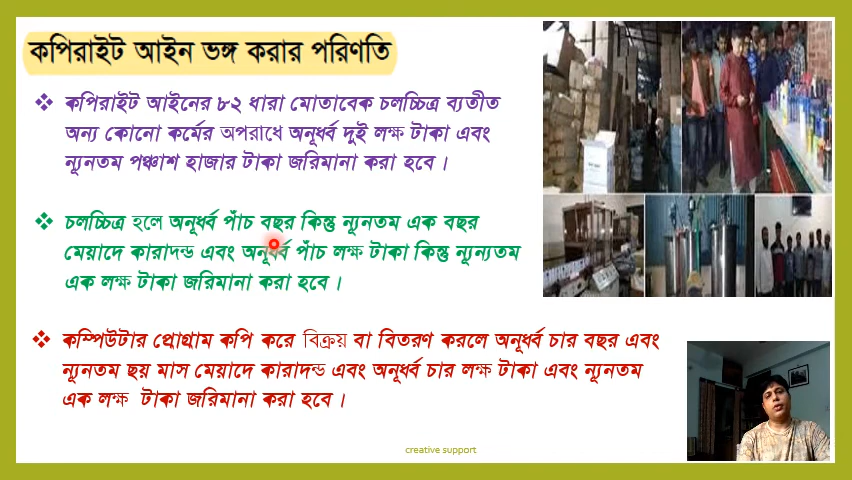 কপিরাইট আইন ভঙ্গ করার পরিণতি
❖ কপিরাইট আইনের ৮২ ধারা মোতাবেক চলচ্চিত্র ব্যতীত
অন্য কোনো কর্মের অপরাধে অনূর্ধ্ব দুই লক্ষ টাকা এবং
ন্যূনতম পঞ্চাশ হাজার টাকা জরিমানা করা হবে ।
❖ চলচ্চিত্র হলে অনূর্ধ্ব পাঁচ বছর কিন্তু ন্যূনতম এক বছর
মেয়াদে কারাদন্ড এবং অনূর্ধ্ব পাঁচ লক্ষ টাকা কিন্তু ন্যূন্যতম
এক লক্ষ টাকা জরিমানা করা হবে ।
❖ কম্পিউটার প্রোগ্রাম কপি করে বিক্রয় বা বিতরণ করলে অনূর্ধ্ব চার বছর এবং
ন্যূনতম ছয় মাস মেয়াদে কারাদন্ড এবং অনূর্ধ্ব চার লক্ষ টাকা এবং ন্যূনতম
এক লক্ষ টাকা জরিমানা করা হবে ।
creative support